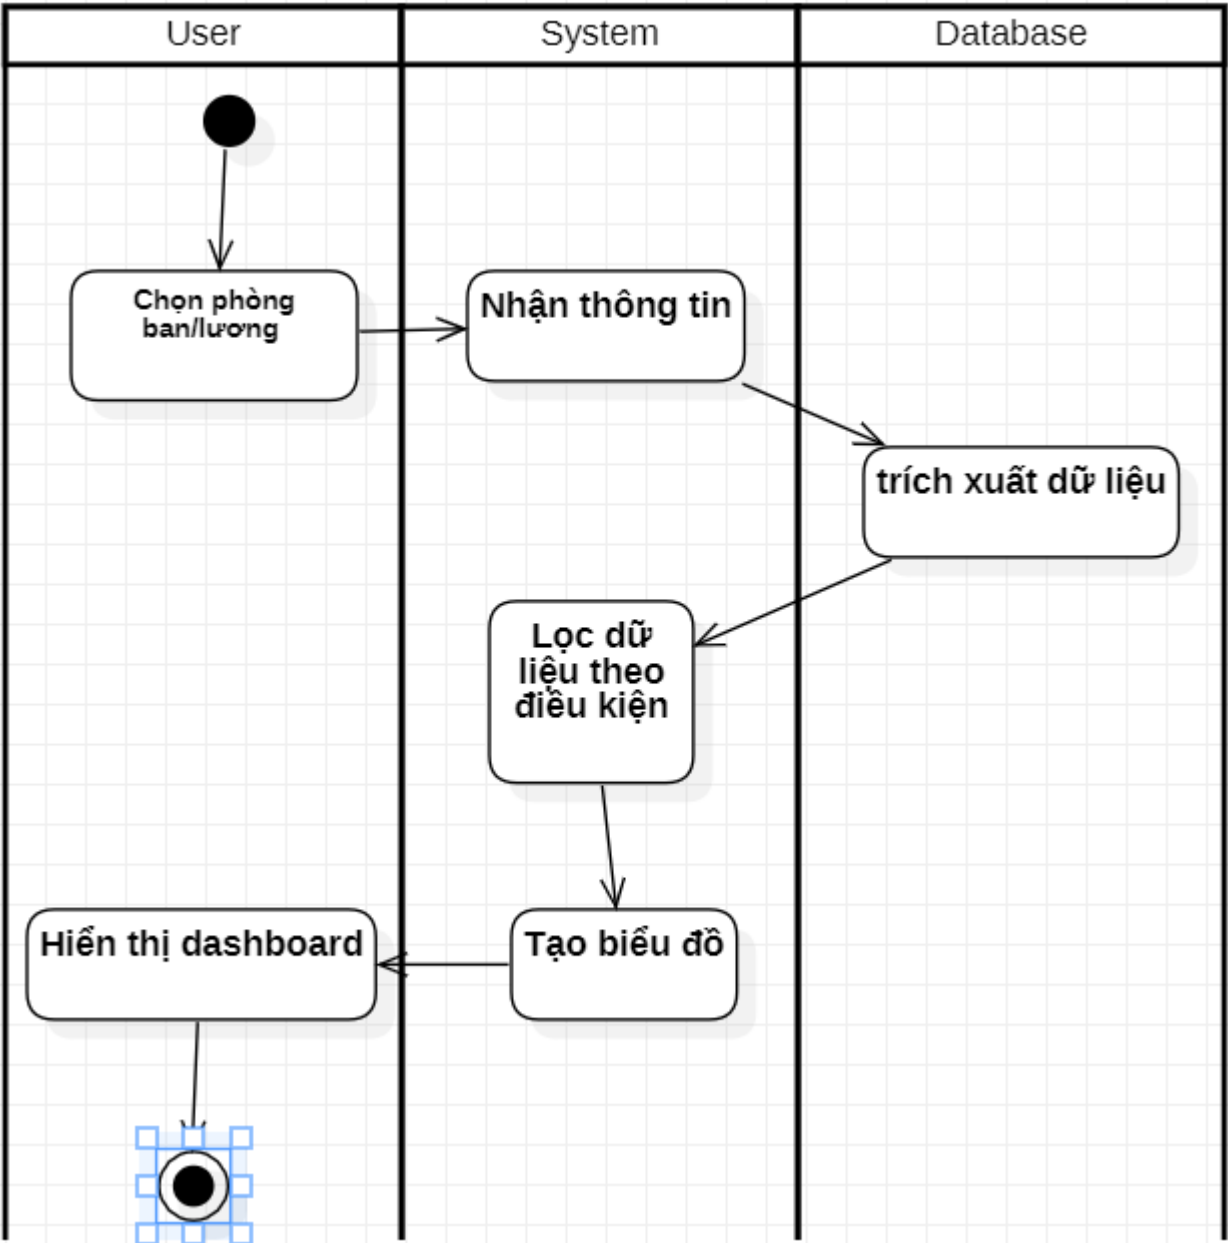 User
System
Database
Chọn phòng
ban/lương
Nhận thông tin
trích xuất dữ liệu
Lọc dữ
liệu theo
điều kiện
Hiển thị dashboard
Tạo biểu đồ